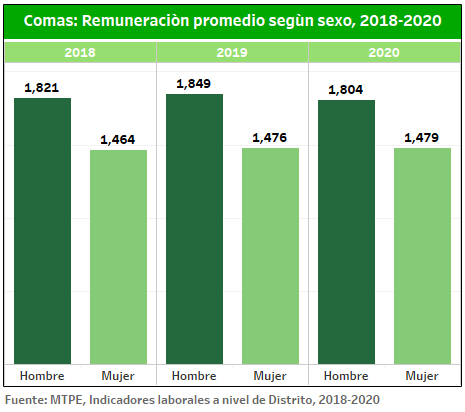 Comas: Remuneraciòn promedio segùn sexo, 2018-2020
2018 2019 2020
1,821 1,464 1,849 1,476 1,804 1,479
Hombre Mujer Hombre Mujer Hombre Mujer
Fuente: MTPE, Indicadores laborales a nivel de Distrito, 2018-2020